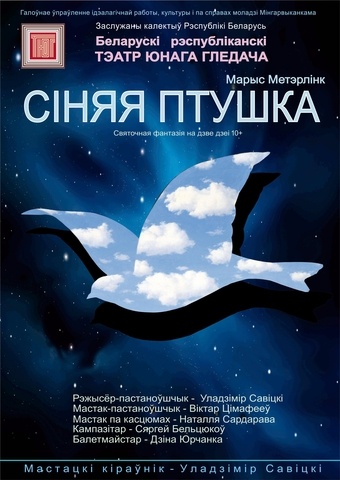 Галоўнае ўпраўленне ідэалагічнай работы, культуры і па справах моладзі Мінгарвыканкама
Заслужаны калектыў Рэспублікі Беларусь
Беларускі рэспубліканскі
ТЭАТР ЮНАГА ГЛЕДАЧА
Марыс Метэрлінк
СІНЯЯ ПТУШКА
Святочная фантазія на дзве дзеі 10+
Рэжысёр-пастаноўшчык - Уладзімір Савіцкі
Мастак-пастаноўшчык - Віктар Цімафееў
Мастак па касцюмах - Наталля Сардарава
Кампазітар - Сяргей Бельцюкоў
Балетмайстар - Дзіна Юрчанка
Мастацкі кіраўнік - Уладзімір Савіцкі